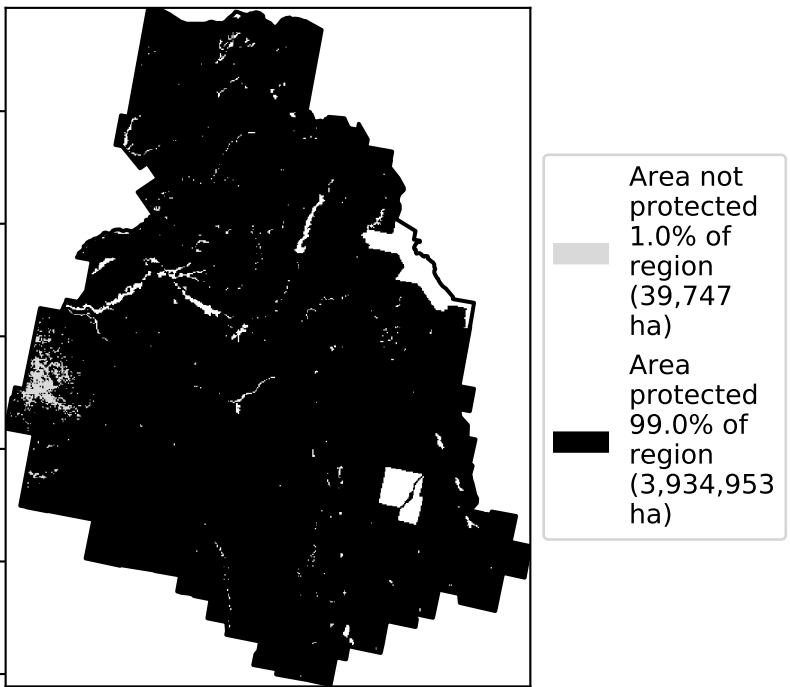 Area not
protected
1.0% of
region
(39,747
ha)
Area
protected
99.0% of
region
(3,934,953
ha)